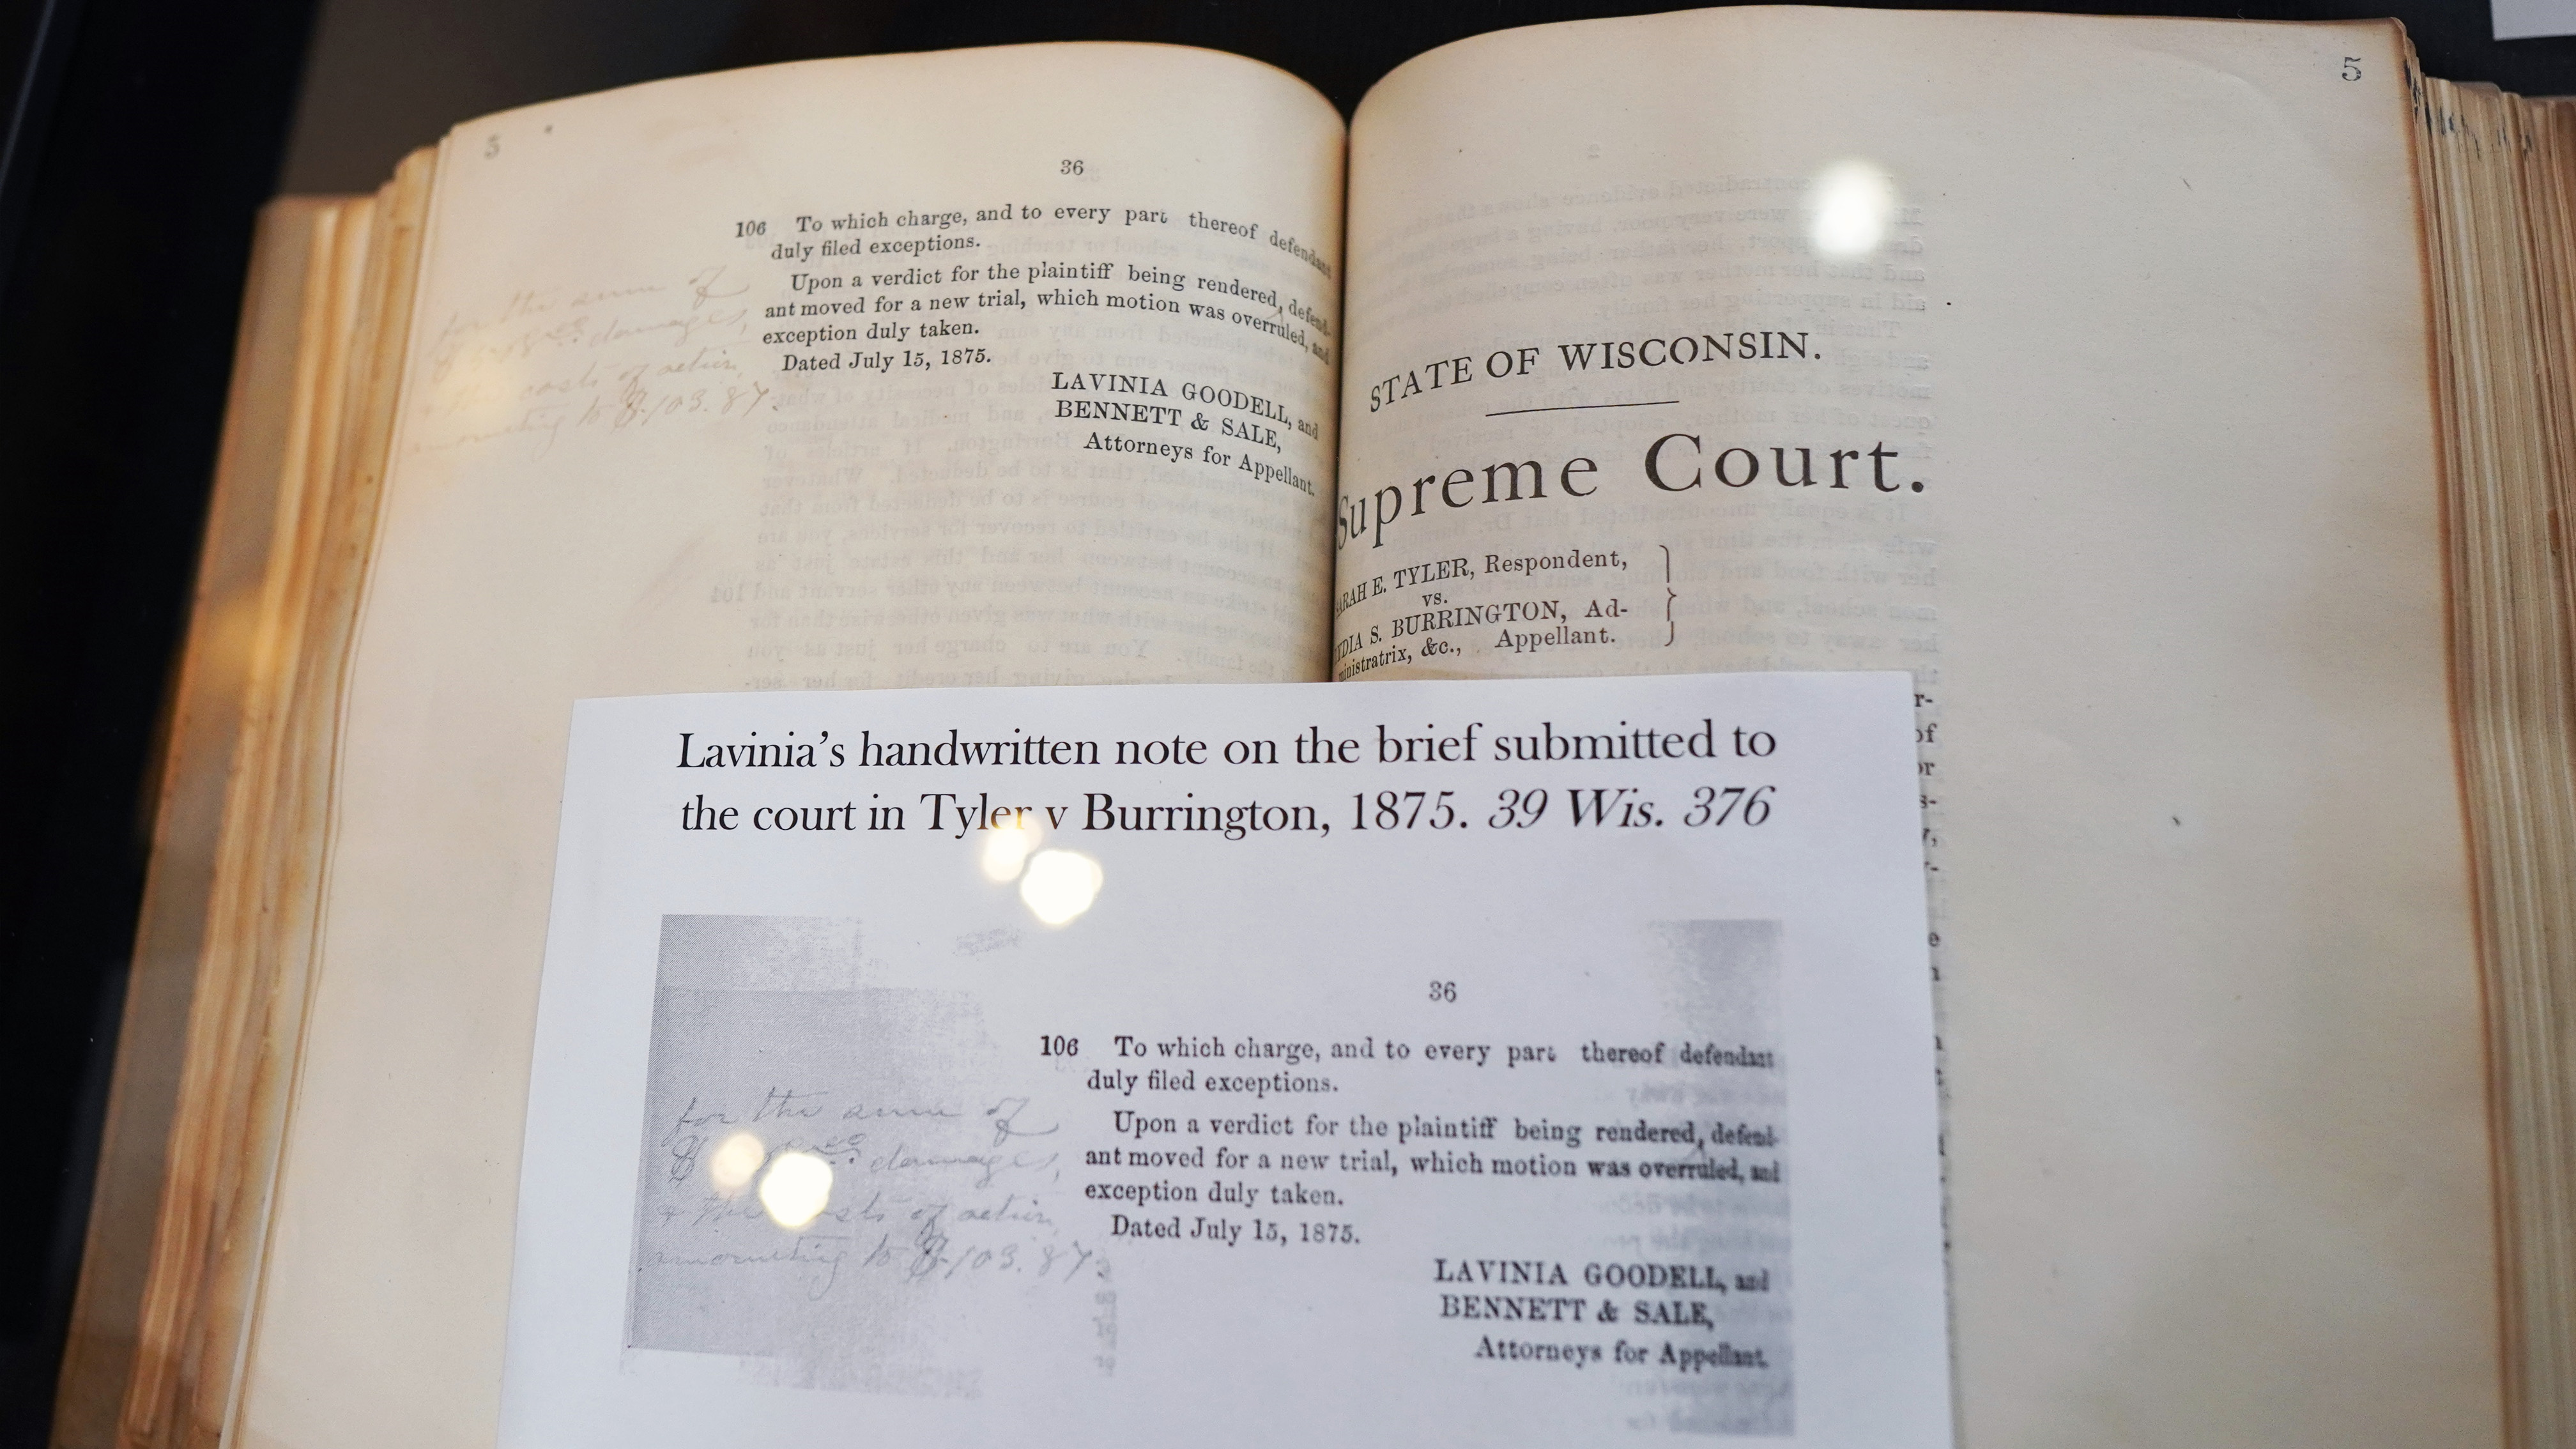 5
36
106 To which charge, and to every part thereof defendant
duly filed exceptions.
Upon a verdict for the plaintiff being rendered, defend-
ant moved for a new trial, which motion was overruled, and
exception duly taken.
Dated July 15, 1875.
LAVINIA GOODELL, and
BENNETT & SALE,
Attorneys for Appellant.
for the sum of
damages,
costs of action,
amounting to $103.87.
5
STATE OF WISCONSIN.
Supreme Court.
ARAH E. TYLER, Respondent,
vs.
DIA S. BURRINGTON, Ad-
ministratrix, &c., Appellant.
r-
of
or
s-
Lavinia's handwritten note on the brief submitted to
the court in Tyler v Burrington, 1875. 39 Wis. 376
36
106 To which charge, and to every part thereof defendant
duly filed exceptions.
Upon a verdict for the plaintiff being rendered, defend-
ant moved for a new trial, which motion was overruled, and
exception duly taken.
Dated July 15, 1875.
LAVINIA GOODELL, and
BENNETT & SALE,
Attorneys for Appellant.
for the sum of
$ damages,
& the costs of action,
amounting to $103.87.